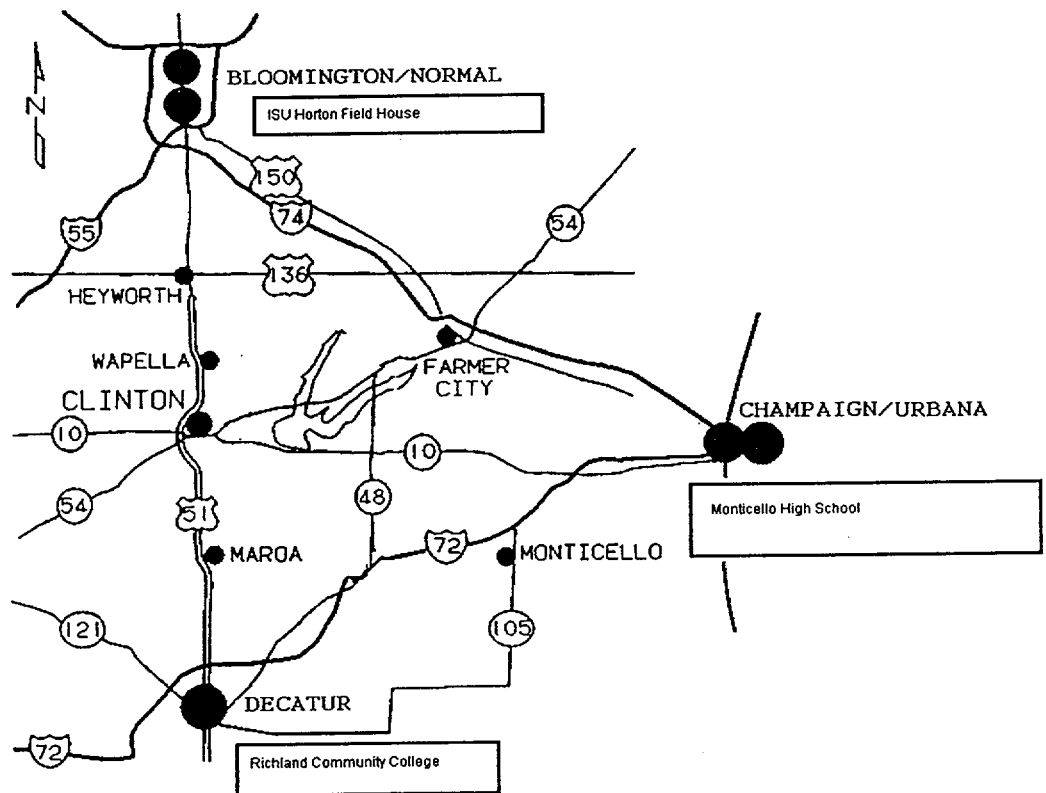 N
BLOOMINGTON/NORMAL
ISU Horton Field House
150
54
74
55
136
HEYWORTH
WAPELLA
FARMER
CITY
CLINTON
CHAMPAIGN/URBANA
10
10
54
48
51
Monticello High School
72
MAROA
MONTICELLO
121
105
DECATUR
72
Richland Community College